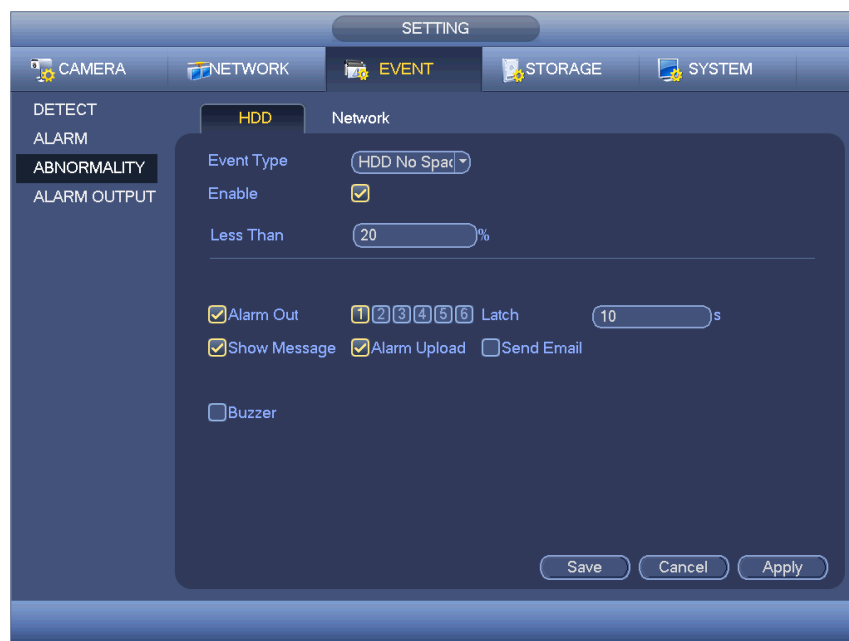 SETTING
CAMERA NETWORK EVENT STORAGE SYSTEM
DETECT
ALARM
ABNORMALITY
ALARM OUTPUT
HDD Network
Event Type HDD No Spac
Enable
Less Than 20 %
Alarm Out 1 2 3 4 5 6 Latch 10 s
Show Message Alarm Upload Send Email
Buzzer
Save Cancel Apply